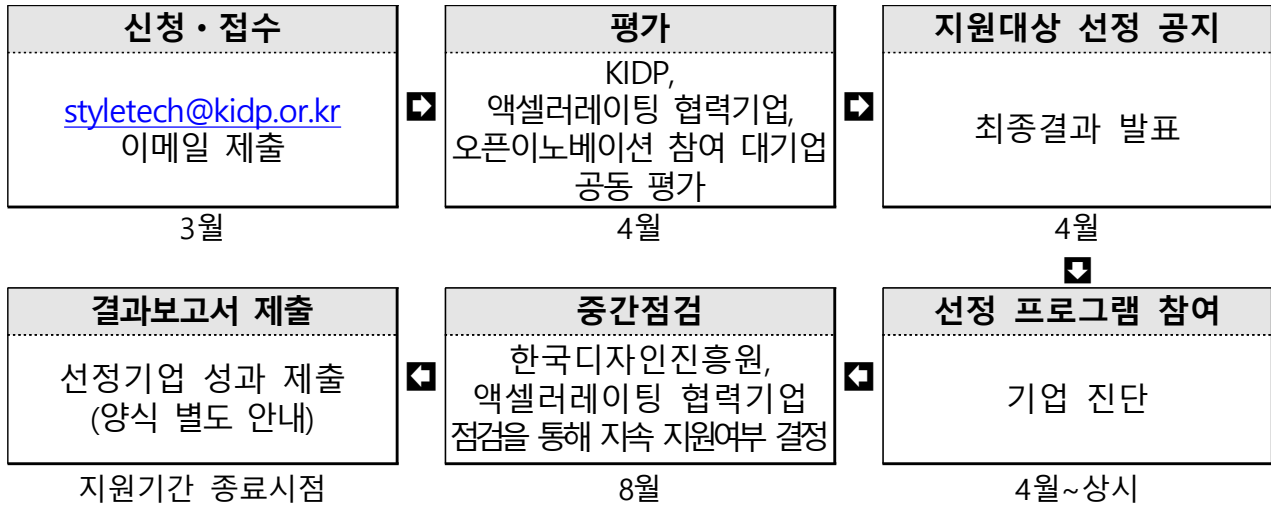 신청·접수
styletech@kidp.or.kr
이메일 제출
3월
평가
KIDP,
액셀러레이팅 협력기업,
오픈이노베이션 참여 대기업
공동 평가
4월
지원대상 선정 공지
최종결과 발표
4월
선정 프로그램 참여
기업 진단
4월~상시
중간점검
한국디자인진흥원,
액셀러레이팅 협력기업
점검을 통해 지속 지원여부 결정
8월
결과보고서 제출
선정기업 성과 제출
(양식 별도 안내)
지원기간 종료시점